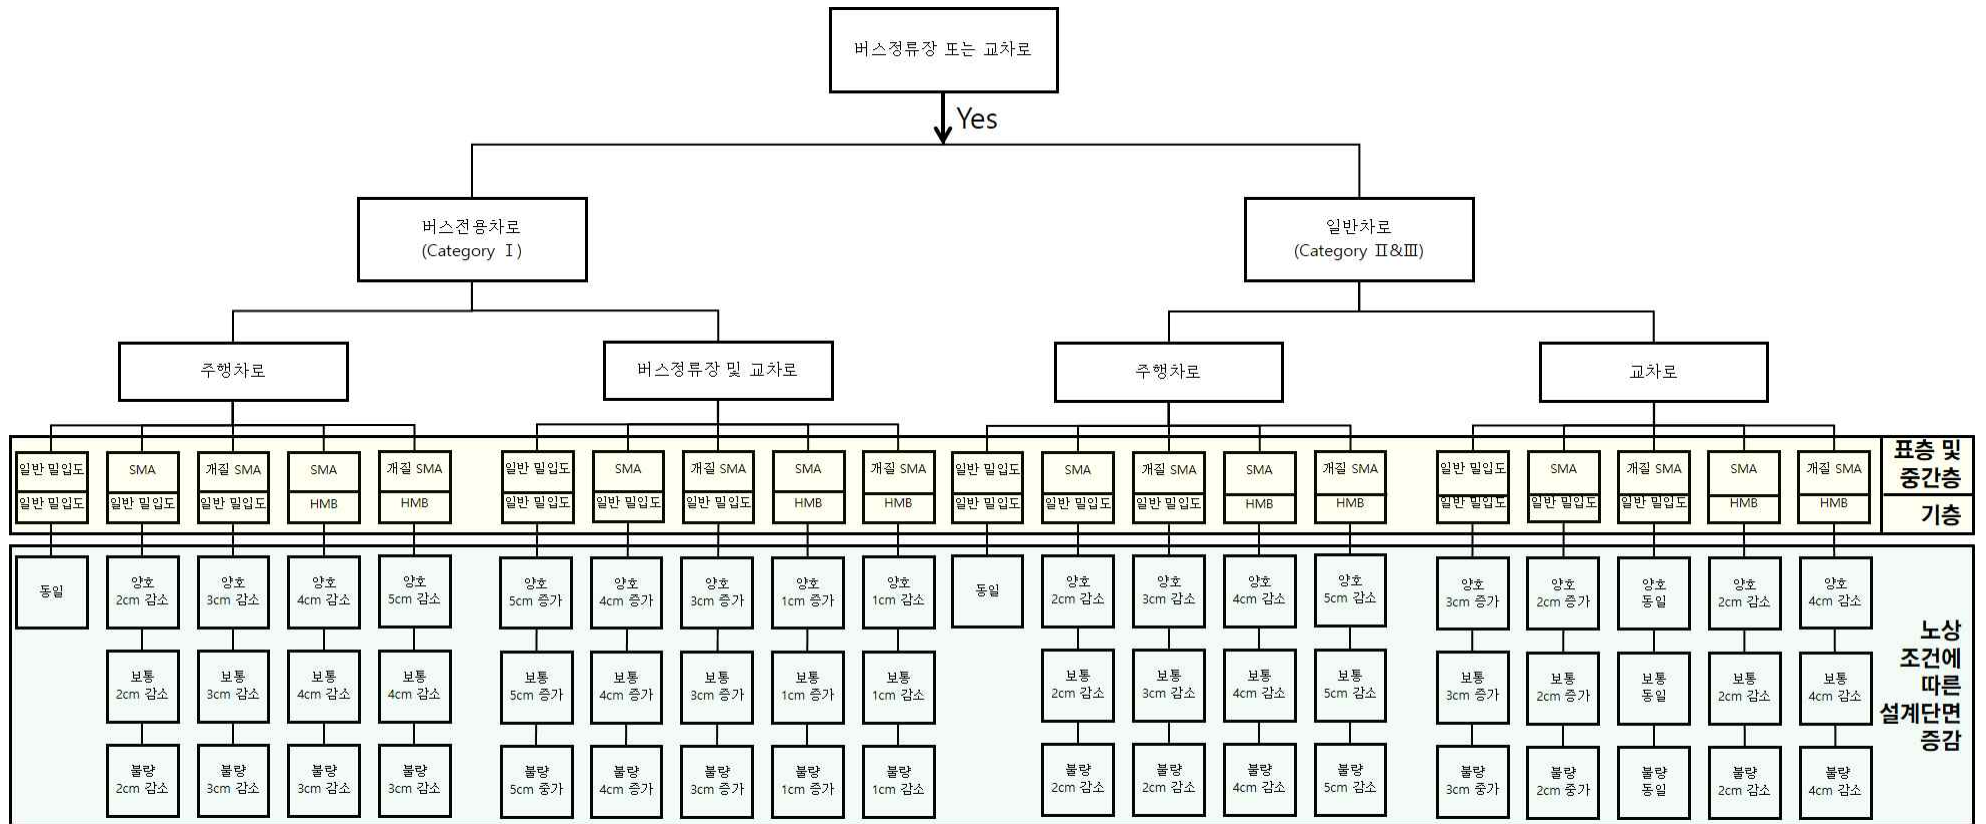 버스정류장 또는 교차로
Yes
버스전용차로
(Category Ⅰ)
일반차로
(Category Ⅱ&Ⅲ)
주행차로
버스정류장 및 교차로
주행차로
교차로
일반 밀입도
SMA
개질 SMA
SMA
개질 SMA
일반 밀입도
SMA
개질 SMA
SMA
개질 SMA
일반 밀입도
SMA
개질 SMA
SMA
개질 SMA
일반 밀입도
SMA
개질 SMA
SMA
개질 SMA
표층 및
중간층
일반 밀입도
일반 밀입도
일반 밀입도
HMB
HMB
일반 밀입도
일반 밀입도
일반 밀입도
HMB
HMB
일반 밀입도
일반 밀입도
일반 밀입도
HMB
HMB
일반 밀입도
일반 밀입도
일반 밀입도
HMB
HMB
기층
동일
양호
2cm 감소
양호
3cm 감소
양호
4cm 감소
양호
5cm 감소
양호
5cm 증가
양호
4cm 증가
양호
3cm 증가
양호
1cm 증가
양호
1cm 감소
동일
양호
2cm 감소
양호
3cm 감소
양호
4cm 감소
양호
5cm 감소
양호
3cm 증가
양호
2cm 증가
양호
동일
양호
2cm 감소
양호
4cm 감소
보통
2cm 감소
보통
3cm 감소
보통
4cm 감소
보통
4cm 감소
보통
5cm 증가
보통
4cm 증가
보통
3cm 증가
보통
1cm 증가
보통
1cm 감소
보통
2cm 감소
보통
3cm 감소
보통
4cm 감소
보통
5cm 감소
보통
3cm 증가
보통
2cm 증가
보통
동일
보통
2cm 감소
보통
4cm 감소
불량
2cm 감소
불량
3cm 감소
불량
3cm 감소
불량
3cm 감소
불량
5cm 중가
불량
4cm 증가
불량
3cm 증가
불량
1cm 증가
불량
1cm 감소
불량
2cm 감소
불량
2cm 감소
불량
4cm 감소
불량
5cm 감소
불량
3cm 중가
불량
2cm 중가
불량
동일
불량
2cm 감소
불량
4cm 감소
노상
조건에
따른
설계단면
증감